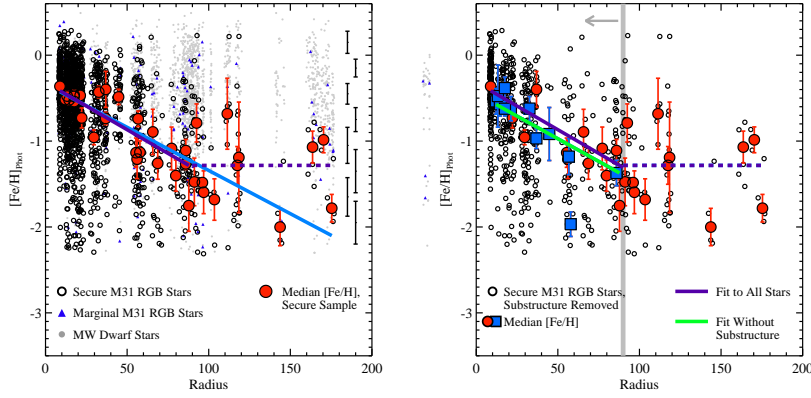 0
-1
-2
-3
[Fe/H]Phot
Secure M31 RGB Stars
Marginal M31 RGB Stars
MW Dwarf Stars
Median [Fe/H],
Secure Sample
0 50 100 150 200
Radius
0
-1
-2
-3
[Fe/H]Phot
Secure M31 RGB Stars,
Substructure Removed
Median [Fe/H]
Fit to All Stars
Fit Without
Substructure
0 50 100 150 200
Radius